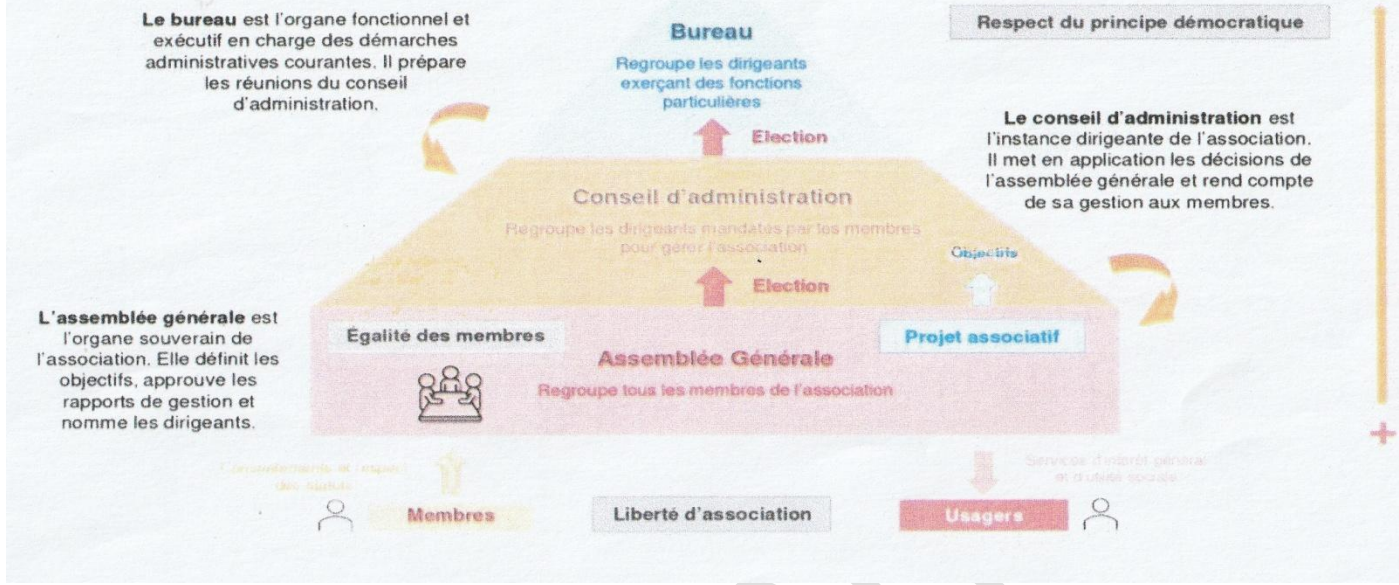 Le bureau est l'organe fonctionnel et
exécutif en charge des démarches
administratives courantes. Il prépare
les réunions du conseil
d'administration.
Bureau
Regroupe les dirigeants
exerçant des fonctions
particulières
Respect du principe démocratique
Election
Le conseil d'administration est
l'instance dirigeante de l'association.
Il met en application les décisions de
l'assemblée générale et rend compte
de sa gestion aux membres.
Conseil d'administration
Regroupe les dirigeants mandatés par les membres
pour gérer l'association
Objectifs
Election
L'assemblée générale est
l'organe souverain de
l'association. Elle définit les
objectifs, approuve les
rapports de gestion et
nomme les dirigeants.
Égalité des membres
Projet associatif
Assemblée Générale
Regroupe tous les membres de l'association
+
et respect
des statuts
Services d'intérêt général
et d'utilité sociale
Membres
Liberté d'association
Usagers